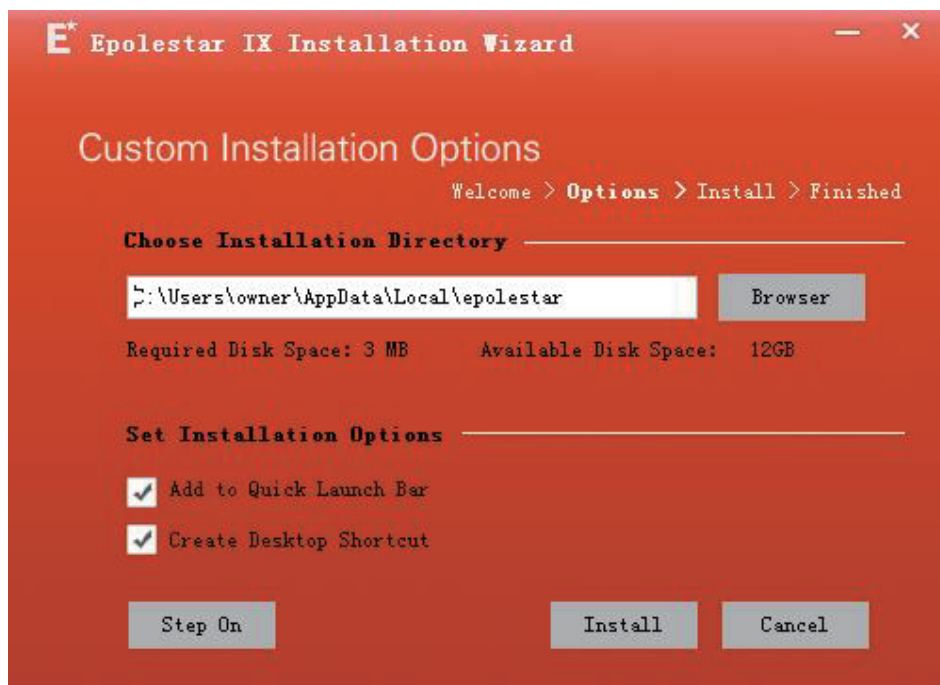 E* Epolestar IX Installation Wizard
Custom Installation Options
Welcome > Options > Install > Finished
Choose Installation Directory
C:\Users\owner\AppData\Local\epolestar
Browser
Required Disk Space: 3 MB Available Disk Space: 12GB
Set Installation Options
Add to Quick Launch Bar
Create Desktop Shortcut
Step On Install Cancel